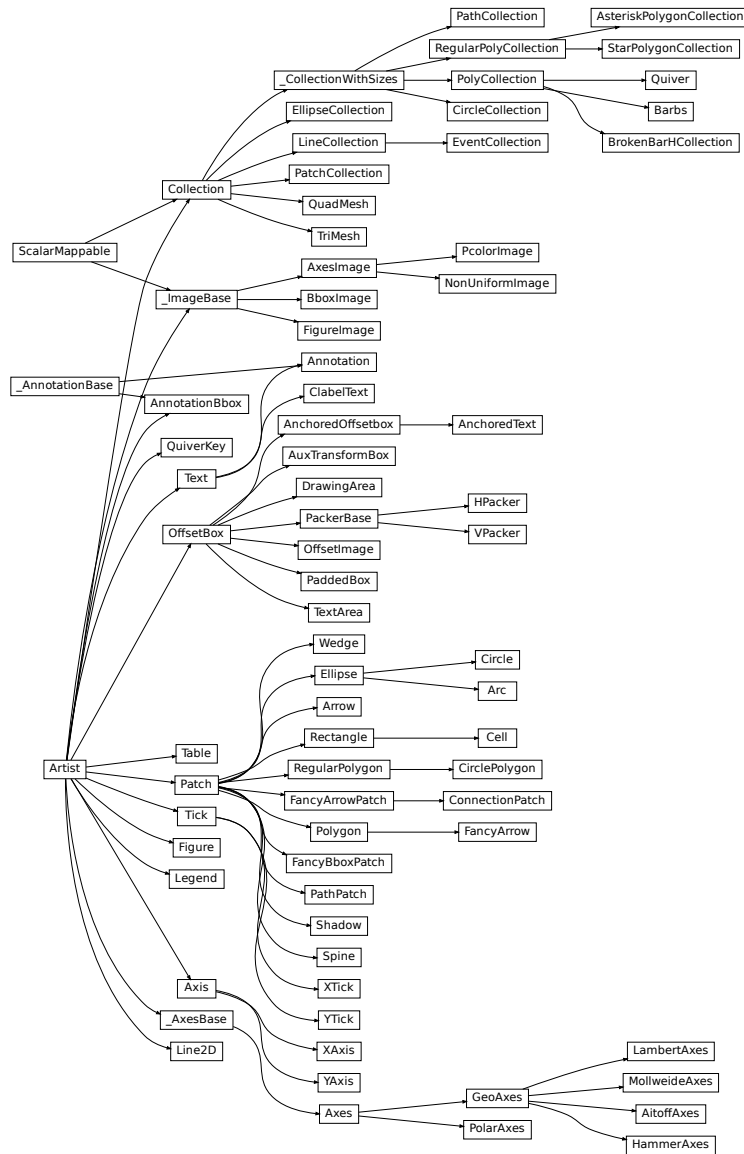 PathCollection
AsteriskPolygonCollection
RegularPolyCollection
StarPolygonCollection
_CollectionWithSizes
PolyCollection
Quiver
EllipseCollection
CircleCollection
Barbs
LineCollection
EventCollection
BrokenBarHCollection
PatchCollection
Collection
QuadMesh
TriMesh
ScalarMappable
PcolorImage
AxesImage
NonUniformImage
_ImageBase
BboxImage
FigureImage
Annotation
_AnnotationBase
ClabelText
AnnotationBbox
AnchoredOffsetbox
AnchoredText
QuiverKey
AuxTransformBox
Text
DrawingArea
HPacker
PackerBase
OffsetBox
VPacker
OffsetImage
PaddedBox
TextArea
Wedge
Circle
Ellipse
Arc
Arrow
Rectangle
Cell
Table
Artist
RegularPolygon
CirclePolygon
Patch
FancyArrowPatch
ConnectionPatch
Tick
Polygon
FancyArrow
Figure
FancyBboxPatch
Legend
PathPatch
Shadow
Spine
Axis
XTick
_AxesBase
YTick
Line2D
XAxis
LambertAxes
YAxis
MollweideAxes
GeoAxes
Axes
AitoffAxes
PolarAxes
HammerAxes